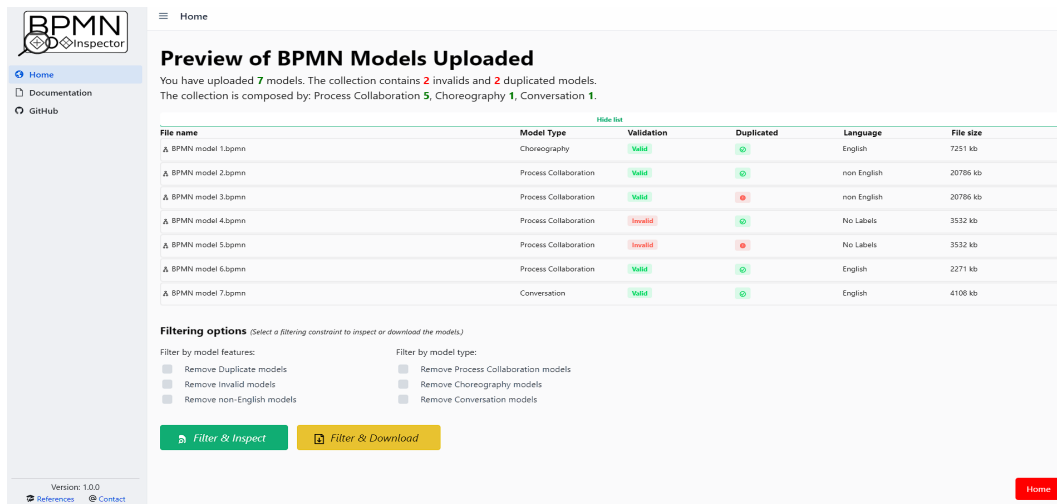 BPMN
Inspector
Home
Documentation
GitHub
Version: 1.0.0
References Contact
Home
Preview of BPMN Models Uploaded
You have uploaded 7 models. The collection contains 2 invalids and 2 duplicated models.
The collection is composed by: Process Collaboration 5, Choreography 1, Conversation 1.
Hide list
File name Model Type Validation Duplicated Language File size
BPMN model 1.bpmn Choreography Valid English 7251 kb
BPMN model 2.bpmn Process Collaboration Valid non English 20786 kb
BPMN model 3.bpmn Process Collaboration Valid non English 20786 kb
BPMN model 4.bpmn Process Collaboration Invalid No Labels 3532 kb
BPMN model 5.bpmn Process Collaboration Invalid No Labels 3532 kb
BPMN model 6.bpmn Process Collaboration Valid English 2271 kb
BPMN model 7.bpmn Conversation Valid English 4108 kb
Filtering options (Select a filtering constraint to inspect or download the models.)
Filter by model features: Filter by model type:
Remove Duplicate models Remove Process Collaboration models
Remove Invalid models Remove Choreography models
Remove non-English models Remove Conversation models
Filter & Inspect Filter & Download
Home